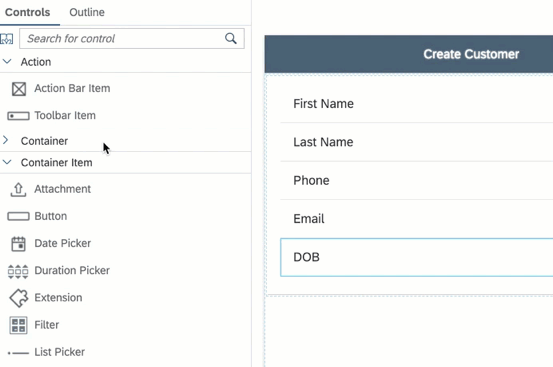 Controls
Outline
Search for control
Action
Action Bar Item
Toolbar Item
Container
Container Item
Attachment
Button
Date Picker
Duration Picker
Extension
Filter
List Picker
Create Customer
First Name
Last Name
Phone
Email
DOB